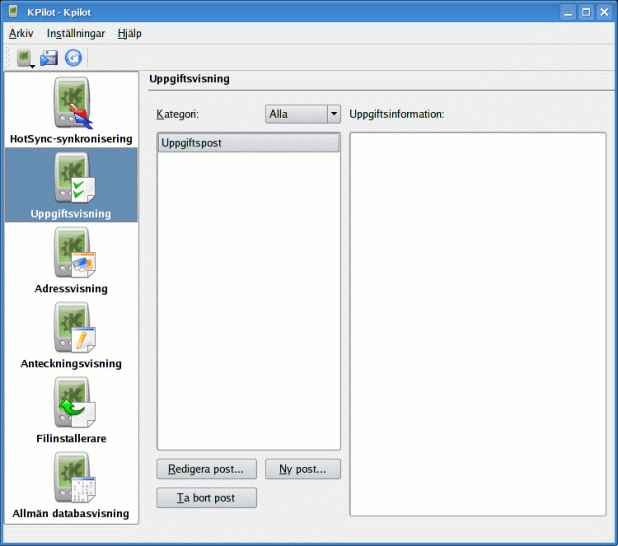 KPilot - Kpilot
Arkiv Inställningar Hjälp
HotSync-synkronisering
Uppgiftsvisning
Adressvisning
Anteckningsvisning
Filinstallerare
Allmän databasvisning
Uppgiftsvisning
Kategori: Alla Uppgiftsinformation:
Uppgiftspost
Redigera post... Ny post...
Ta bort post